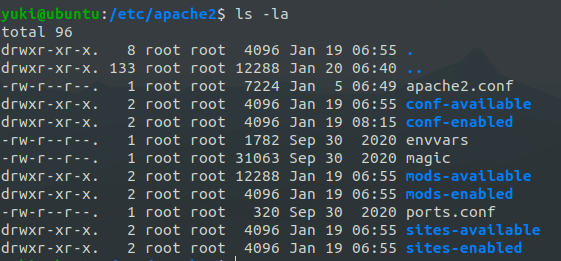 yuki@ubuntu:/etc/apache2$ ls -la
total 96
drwxr-xr-x. 8 root root 4096 Jan 19 06:55 .
drwxr-xr-x. 133 root root 12288 Jan 20 06:40 ..
-rw-r--r--. 1 root root 7224 Jan 5 06:49 apache2.conf
drwxr-xr-x. 2 root root 4096 Jan 19 06:55 conf-available
drwxr-xr-x. 2 root root 4096 Jan 19 08:15 conf-enabled
-rw-r--r--. 1 root root 1782 Sep 30 2020 envvars
-rw-r--r--. 1 root root 31063 Sep 30 2020 magic
drwxr-xr-x. 2 root root 12288 Jan 19 06:55 mods-available
drwxr-xr-x. 2 root root 4096 Jan 19 06:55 mods-enabled
-rw-r--r--. 1 root root 320 Sep 30 2020 ports.conf
drwxr-xr-x. 2 root root 4096 Jan 19 06:55 sites-available
drwxr-xr-x. 2 root root 4096 Jan 19 06:55 sites-enabled